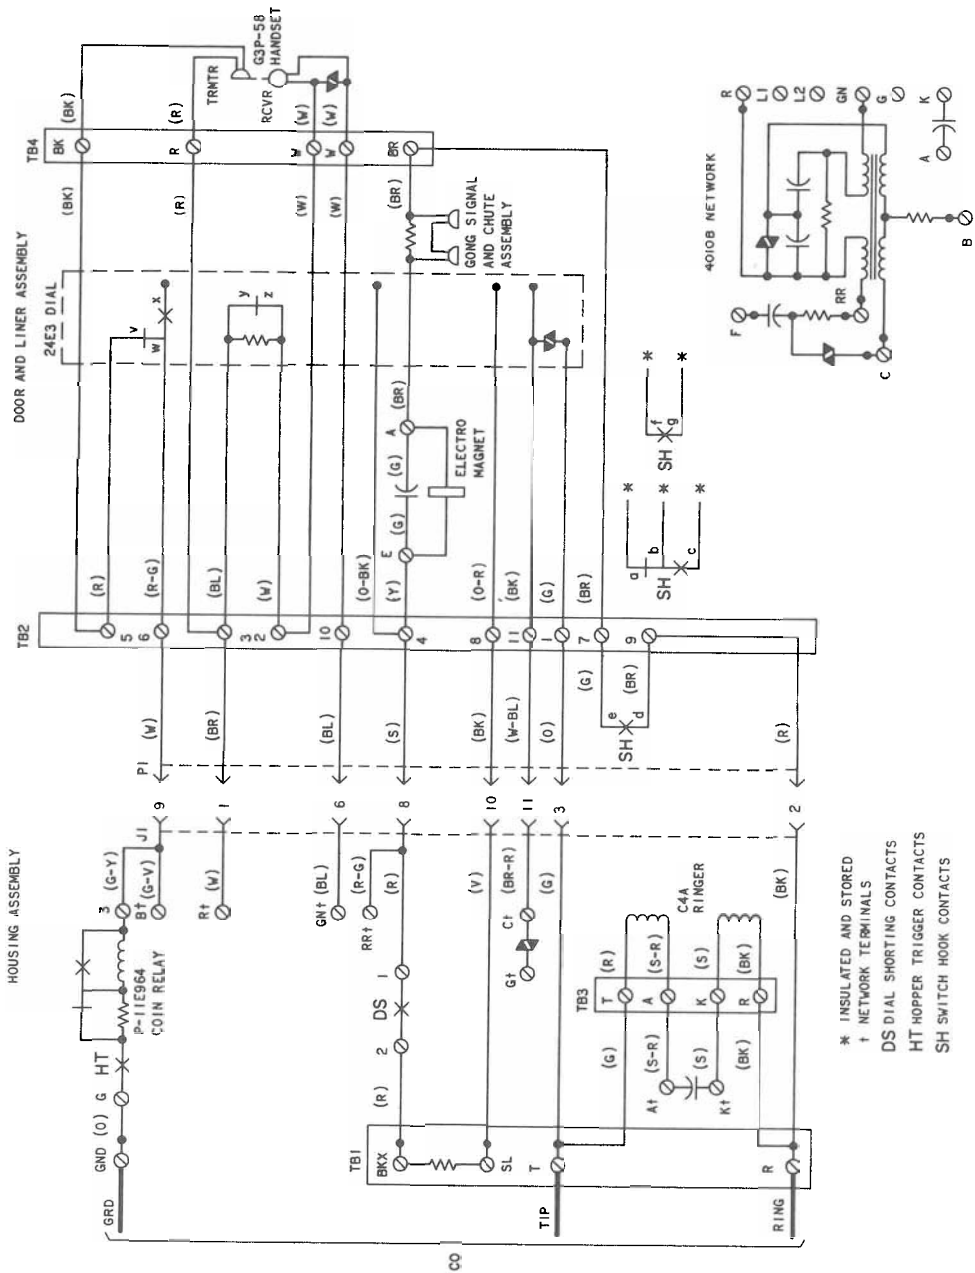 HOUSING ASSEMBLY
DOOR AND LINER ASSEMBLY
CO
GRD
GND (O) G
HT
P-11E964
COIN RELAY
3
(G-Y)
B† (G-V)
J1
9
P1
(W)
R† (W)
1
(BR)
GN† (BL)
6
(BL)
RR† (R-G)
BKX
(R)
2
DS
1
(R)
8
(S)
TB1
SL
(V)
10
(BK)
G†
C† (BR-R)
11
(W-BL)
TIP
T
(G)
3
(O)
RING
R
(BK)
2
(R)
TB3
(G) T (R)
(S-R) A (S-R)
A†
K†
(S) K (S)
(BK) R (BK)
C4A
RINGER
TB2
5
6
3
2
10
4
8
11
1
7
9
(R)
(R-G)
(BL)
(W)
(O-BK)
(Y)
(O-R)
(BK)
(G)
(BR)
(G)
(BR)
SH
e
d
E
(G) (G)
A
(BR)
ELECTRO
MAGNET
24E3 DIAL
v
w
x
y
z
GONG SIGNAL
AND CHUTE
ASSEMBLY
(BR)
TB4
BK
R
W
W
BR
(BK) (BK)
(R) (R)
(W) (W)
(W) (W)
TRMTR
RCVR
G3P-58
HANDSET
SH
a
b
c
*
*
*
SH
f
g
*
*
4010B NETWORK
R
L1
L2
GN
G
K
A
B
C
F
RR
* INSULATED AND STORED
† NETWORK TERMINALS
DS DIAL SHORTING CONTACTS
HT HOPPER TRIGGER CONTACTS
SH SWITCH HOOK CONTACTS